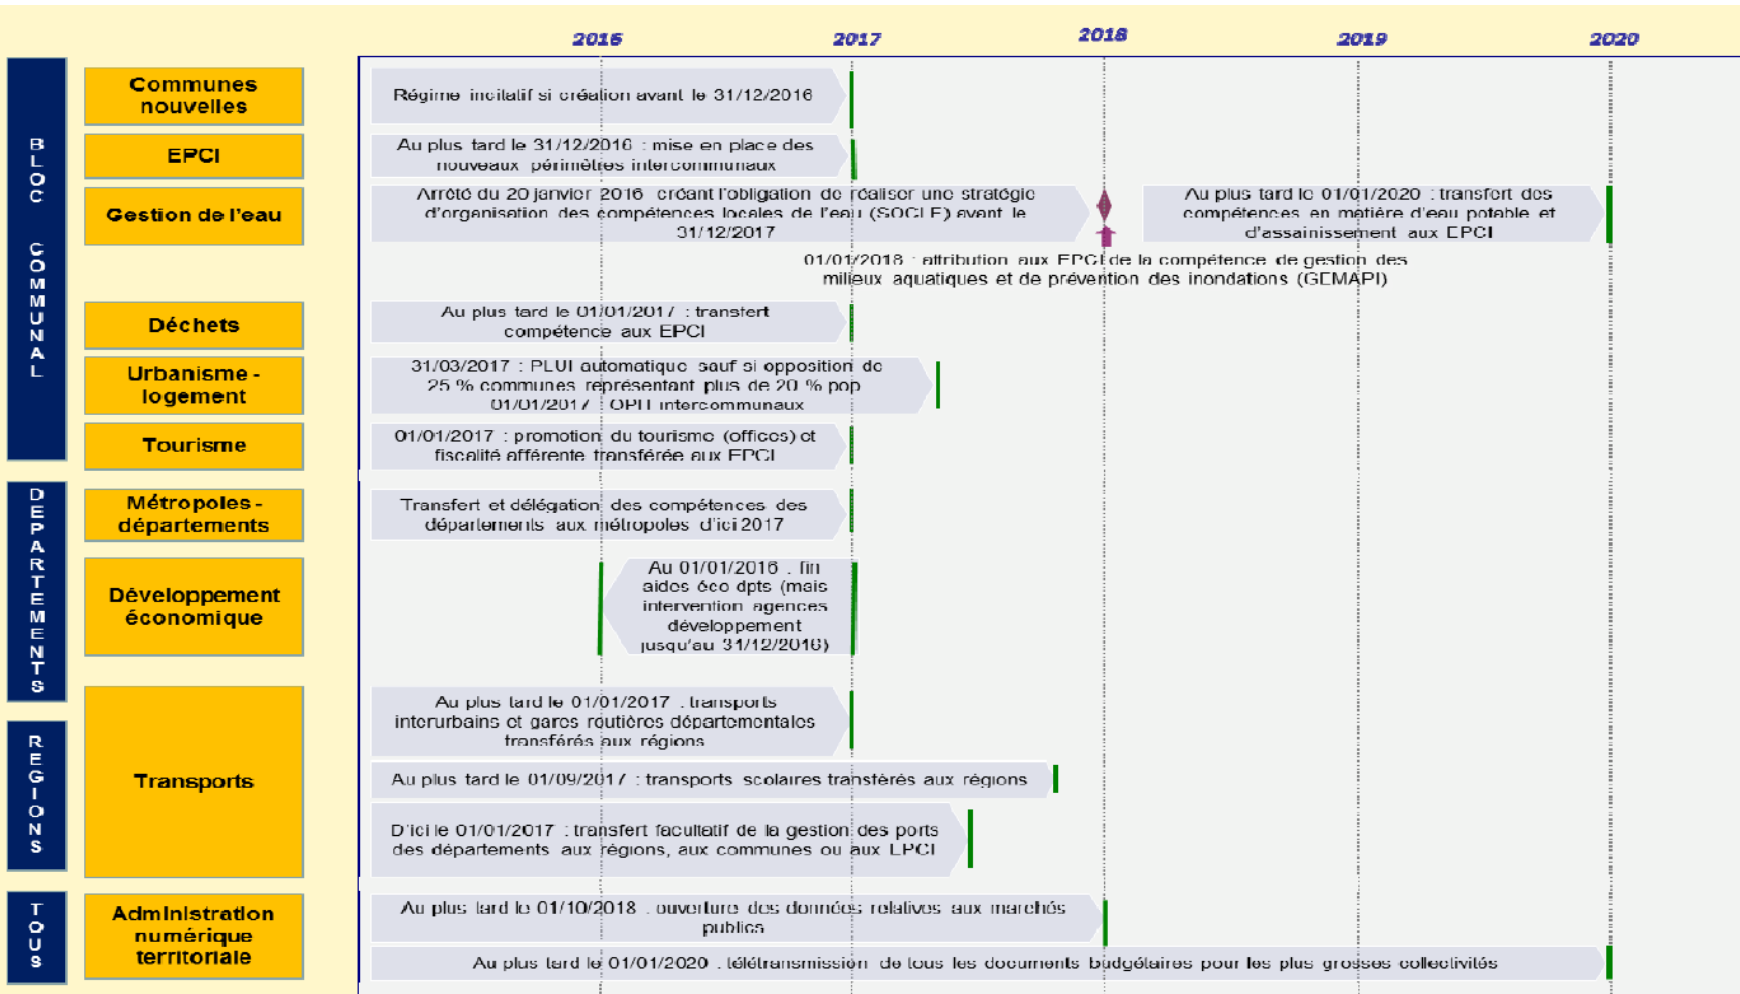 2016 2017 2018 2019 2020
BLOC COMMUNAL
Communes
nouvelles
Régime incitatif si création avant le 31/12/2016
EPCI
Au plus tard le 31/12/2016 : mise en place des
nouveaux périmètres intercommunaux
Gestion de l'eau
Arrêté du 20 janvier 2016 créant l'obligation de réaliser une stratégie
d'organisation des compétences locales de l'eau (SOCLE) avant le
31/12/2017
Au plus tard le 01/01/2020 : transfert des
compétences en matière d'eau potable et
d'assainissement aux EPCI
01/01/2018 : attribution aux EPCI de la compétence de gestion des
milieux aquatiques et de prévention des inondations (GEMAPI)
Déchets
Au plus tard le 01/01/2017 : transfert
compétence aux EPCI
Urbanisme -
logement
31/03/2017 : PLUI automatique sauf si opposition de
25 % communes représentant plus de 20 % pop
01/01/2017 : OPH intercommunaux
Tourisme
01/01/2017 : promotion du tourisme (offices) et
fiscalité afférente transférée aux EPCI
DEPARTEMENTS
Métropoles -
départements
Transfert et délégation des compétences des
départements aux métropoles d'ici 2017
Développement
économique
Au 01/01/2016 : fin
aides éco dpts (mais
intervention agences
développement
jusqu'au 31/12/2016)
REGIONS
Transports
Au plus tard le 01/01/2017 : transports
interurbains et gares routières départementales
transférés aux régions
Au plus tard le 01/09/2017 : transports scolaires transférés aux régions
D'ici le 01/01/2017 : transfert facultatif de la gestion des ports
des départements aux régions, aux communes ou aux EPCI
TOUS
Administration
numérique
territoriale
Au plus tard le 01/10/2018 : ouverture des données relatives aux marchés
publics
Au plus tard le 01/01/2020 : télétransmission de tous les documents budgétaires pour les plus grosses collectivités